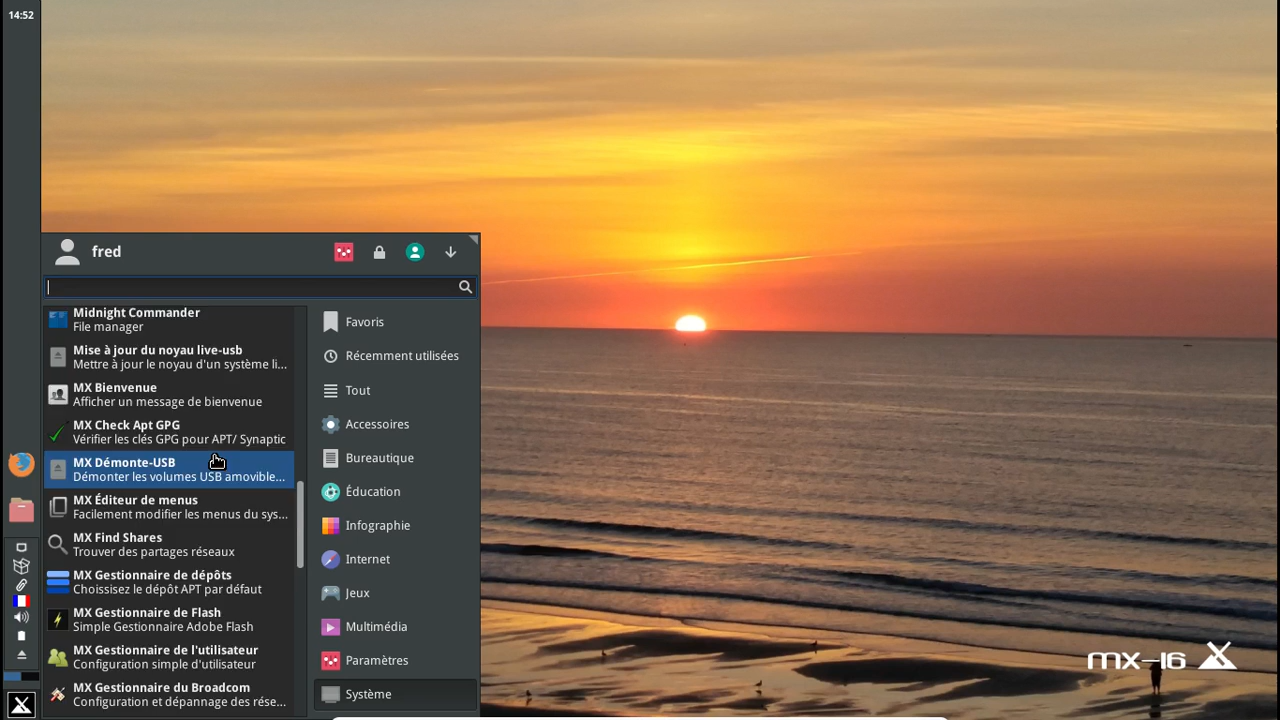 14:52
fred
Midnight Commander
File manager
Mise à jour du noyau live-usb
Mettre à jour le noyau d'un système li...
MX Bienvenue
Afficher un message de bienvenue
MX Check Apt GPG
Vérifier les clés GPG pour APT/ Synaptic
MX Démonte-USB
Démonter les volumes USB amovible...
MX Éditeur de menus
Facilement modifier les menus du sys...
MX Find Shares
Trouver des partages réseaux
MX Gestionnaire de dépôts
Choissisez le dépôt APT par défaut
MX Gestionnaire de Flash
Simple Gestionnaire Adobe Flash
MX Gestionnaire de l'utilisateur
Configuration simple d'utilisateur
MX Gestionnaire du Broadcom
Configuration et dépannage des rése...
Favoris
Récemment utilisées
Tout
Accessoires
Bureautique
Éducation
Infographie
Internet
Jeux
Multimédia
Paramètres
Système
mx-16